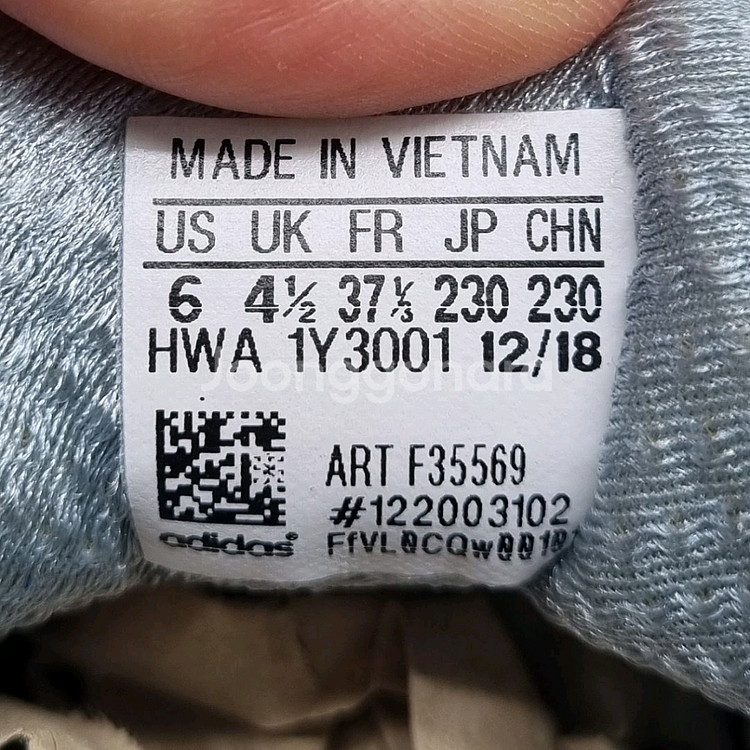 MADE IN VIETNAM
US UK FR JP CHN
6 4½ 37⅓ 230 230
HWA 1Y3001 12/18
joonggonara
ART F35569
#122003102
adidas®